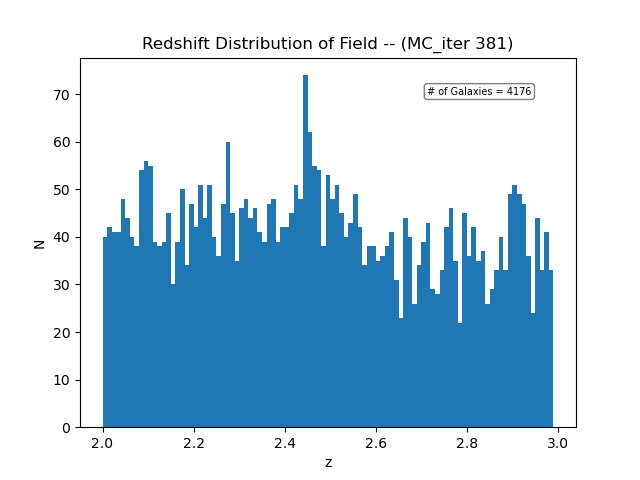 Redshift Distribution of Field -- (MC_iter 381)
# of Galaxies = 4176
70
60
50
40
30
20
10
0
N
2.0 2.2 2.4 2.6 2.8 3.0
z